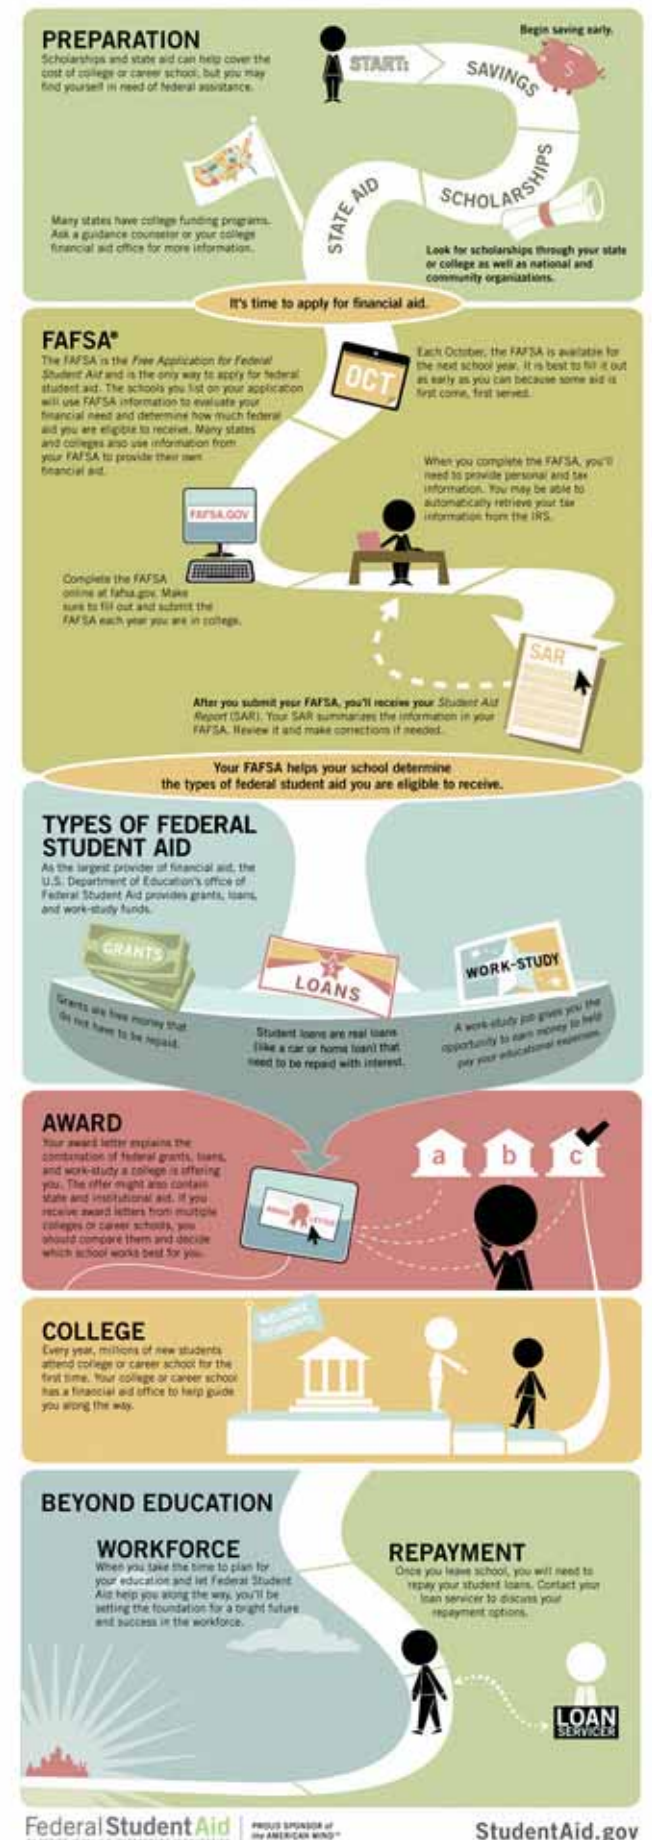 PREPARATION
Scholarships and state aid can help cover the
cost of college or career school, but you may
find yourself in need of federal assistance.
START:
Begin saving early.
SAVINGS
$
SCHOLARSHIPS
STATE AID
Many states have college funding programs.
Ask a guidance counselor or your college
financial aid office for more information.
Look for scholarships through your state
or college as well as national and
community organizations.
It's time to apply for financial aid.
FAFSA®
The FAFSA is the Free Application for Federal
Student Aid and is the only way to apply for federal
student aid. The schools you list on your application
will use FAFSA information to evaluate your
financial need and determine how much federal
aid you are eligible to receive. Many states
and colleges also use information from
your FAFSA to provide their own
financial aid.
OCT
Each October, the FAFSA is available for
the next school year. It is best to fill it out
as early as you can because some aid is
first come, first served.
When you complete the FAFSA, you'll
need to provide personal and tax
information. You may be able to
automatically retrieve your tax
information from the IRS.
FAFSA.GOV
Complete the FAFSA
online at fafsa.gov. Make
sure to fill out and submit the
FAFSA each year you are in college.
SAR
After you submit your FAFSA, you'll receive your Student Aid
Report (SAR). Your SAR summarizes the information in your
FAFSA. Review it and make corrections if needed.
Your FAFSA helps your school determine
the types of federal student aid you are eligible to receive.
TYPES OF FEDERAL
STUDENT AID
As the largest provider of financial aid, the
U.S. Department of Education's office of
Federal Student Aid provides grants, loans,
and work-study funds.
GRANTS
LOANS
WORK-STUDY
Grants are free money that
do not have to be repaid.
Student loans are real loans
(like a car or home loan) that
need to be repaid with interest.
A work-study job gives you the
opportunity to earn money to help
pay your educational expenses.
AWARD
Your award letter explains the
combination of federal grants, loans,
and work-study a college is offering
you. The offer might also contain
state and institutional aid. If you
receive award letters from multiple
colleges or career schools, you
should compare them and decide
which school works best for you.
AWARD LETTER
a b c
COLLEGE
Every year, millions of new students
attend college or career school for the
first time. Your college or career school
has a financial aid office to help guide
you along the way.
WELCOME
STUDENTS
BEYOND EDUCATION
WORKFORCE
When you take the time to plan for
your education and let Federal Student
Aid help you along the way, you'll be
setting the foundation for a bright future
and success in the workforce.
REPAYMENT
Once you leave school, you will need to
repay your student loans. Contact your
loan servicer to discuss your
repayment options.
LOAN
SERVICER
Federal Student Aid
PROUD SPONSOR of
the AMERICAN MIND™
StudentAid.gov